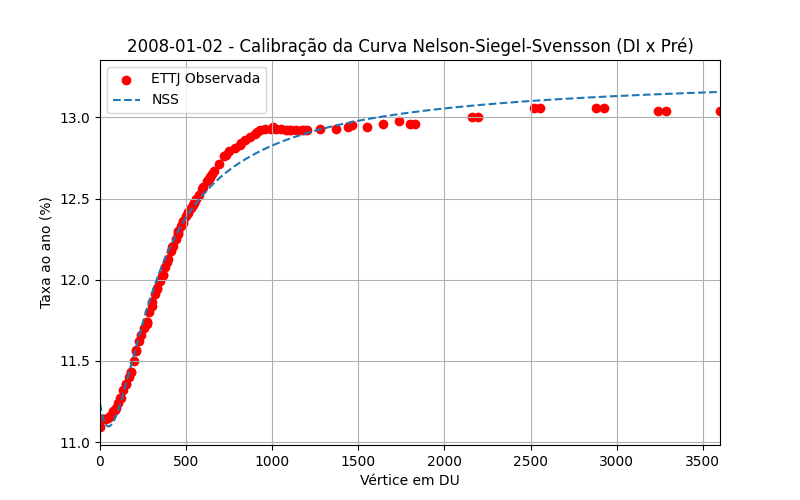 2008-01-02 - Calibração da Curva Nelson-Siegel-Svensson (DI x Pré)
ETTJ Observada
NSS
Taxa ao ano (%)
13.0
12.5
12.0
11.5
11.0
0 500 1000 1500 2000 2500 3000 3500
Vértice em DU